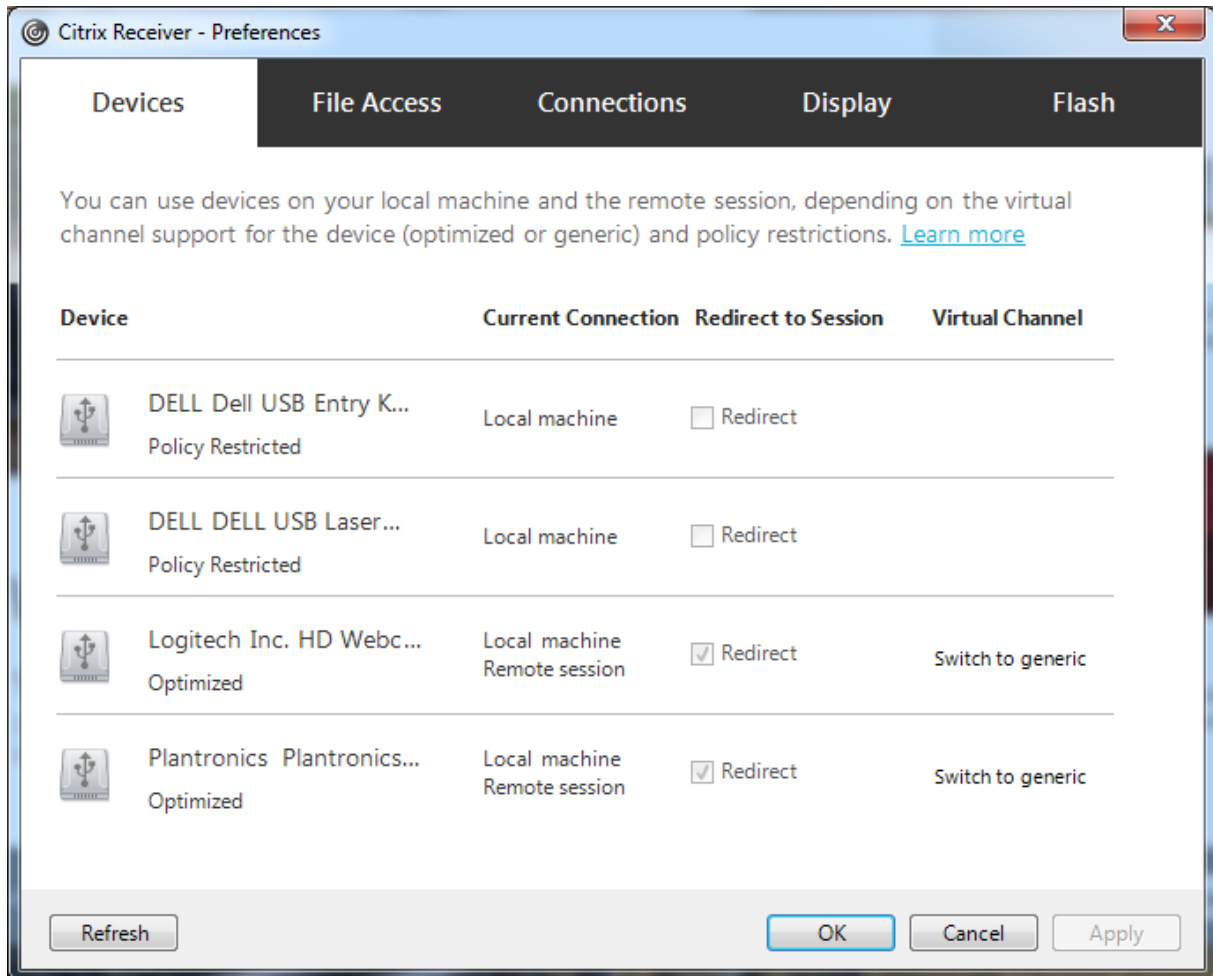 Citrix Receiver - Preferences
Devices File Access Connections Display Flash
You can use devices on your local machine and the remote session, depending on the virtual
channel support for the device (optimized or generic) and policy restrictions. Learn more
Device Current Connection Redirect to Session Virtual Channel
DELL Dell USB Entry K...
Policy Restricted
Local machine
Redirect
DELL DELL USB Laser...
Policy Restricted
Local machine
Redirect
Logitech Inc. HD Webc...
Optimized
Local machine
Remote session
Redirect
Switch to generic
Plantronics Plantronics...
Optimized
Local machine
Remote session
Redirect
Switch to generic
Refresh OK Cancel Apply